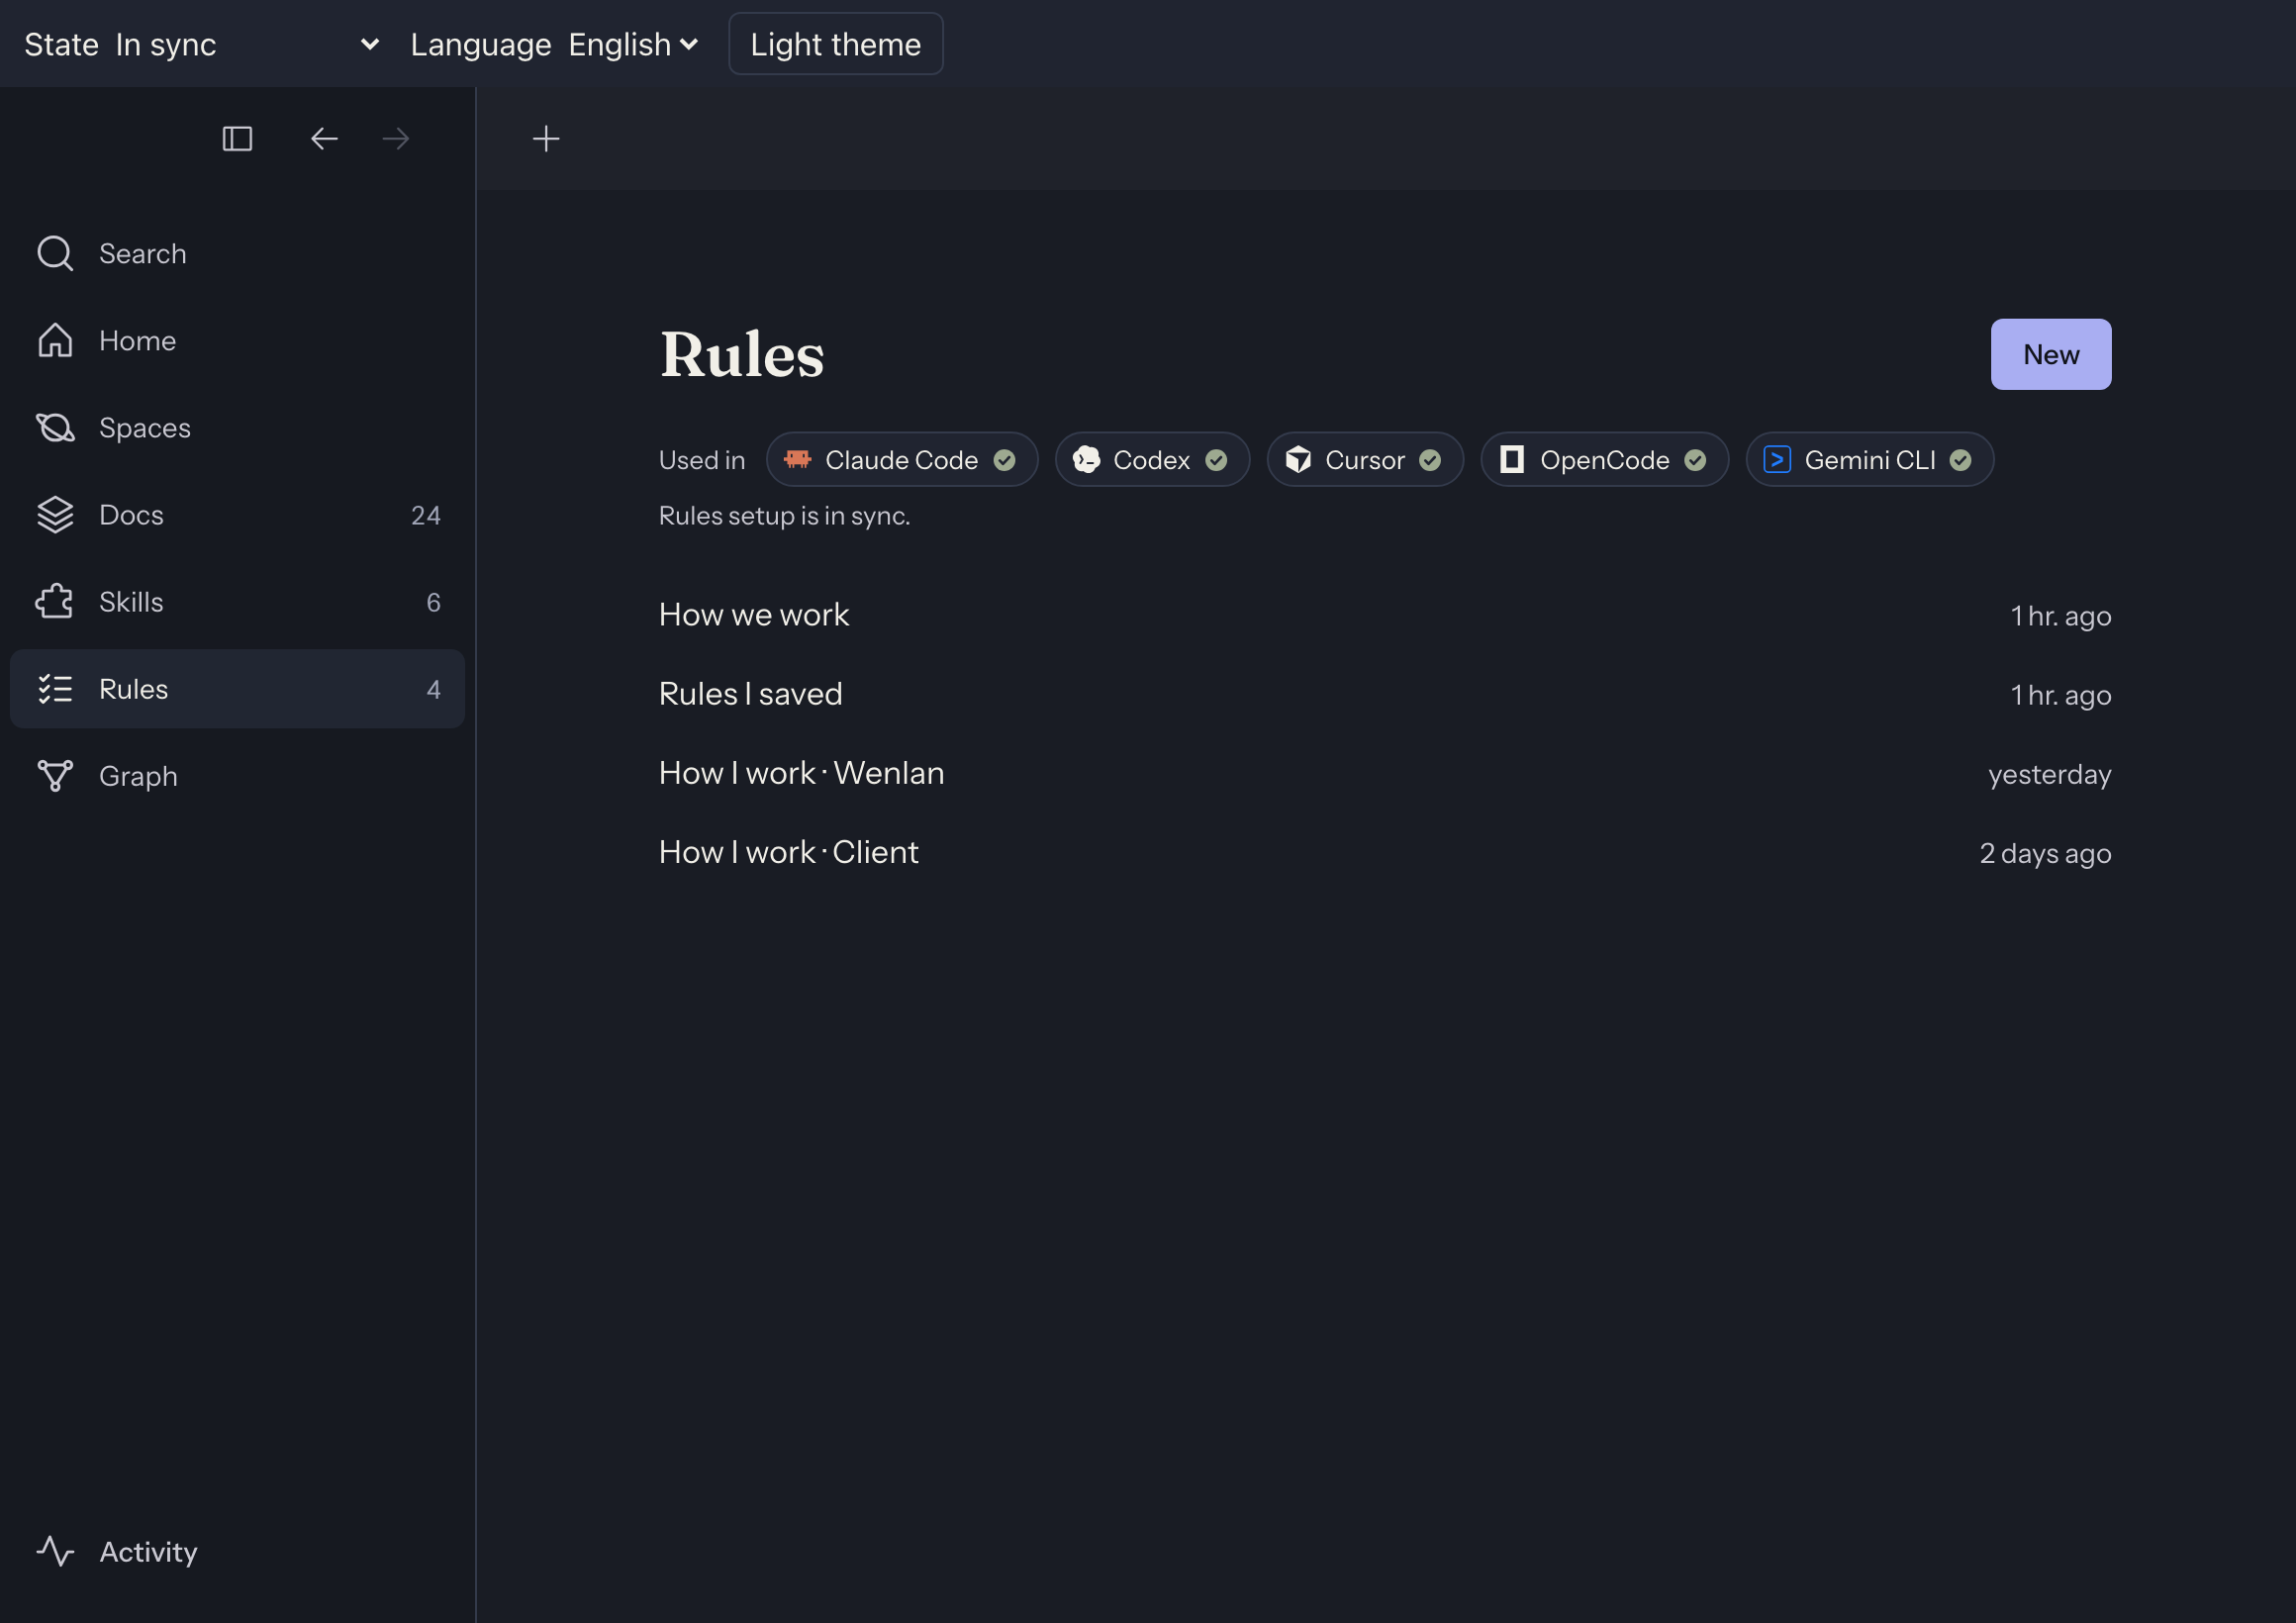 State In sync Language English Light theme
Search
Home
Spaces
Docs 24
Skills 6
Rules 4
Graph
Activity
Rules New
Used in Claude Code Codex Cursor OpenCode Gemini CLI
Rules setup is in sync.
How we work 1 hr. ago
Rules I saved 1 hr. ago
How I work · Wenlan yesterday
How I work · Client 2 days ago